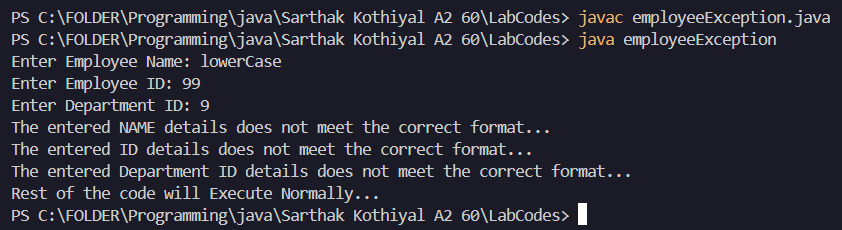 PS C:\FOLDER\Programming\java\Sarthak Kothiyal A2 60\LabCodes> javac employeeException.java
PS C:\FOLDER\Programming\java\Sarthak Kothiyal A2 60\LabCodes> java employeeException
Enter Employee Name: lowerCase
Enter Employee ID: 99
Enter Department ID: 9
The entered NAME details does not meet the correct format...
The entered ID details does not meet the correct format...
The entered Department ID details does not meet the correct format...
Rest of the code will Execute Normally...
PS C:\FOLDER\Programming\java\Sarthak Kothiyal A2 60\LabCodes>